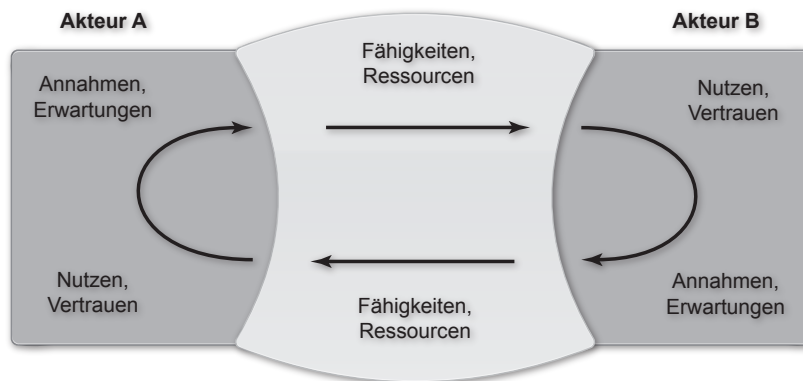 Akteur A
Akteur B
Fähigkeiten,
Ressourcen
Annahmen,
Erwartungen
Nutzen,
Vertrauen
Nutzen,
Vertrauen
Fähigkeiten,
Ressourcen
Annahmen,
Erwartungen